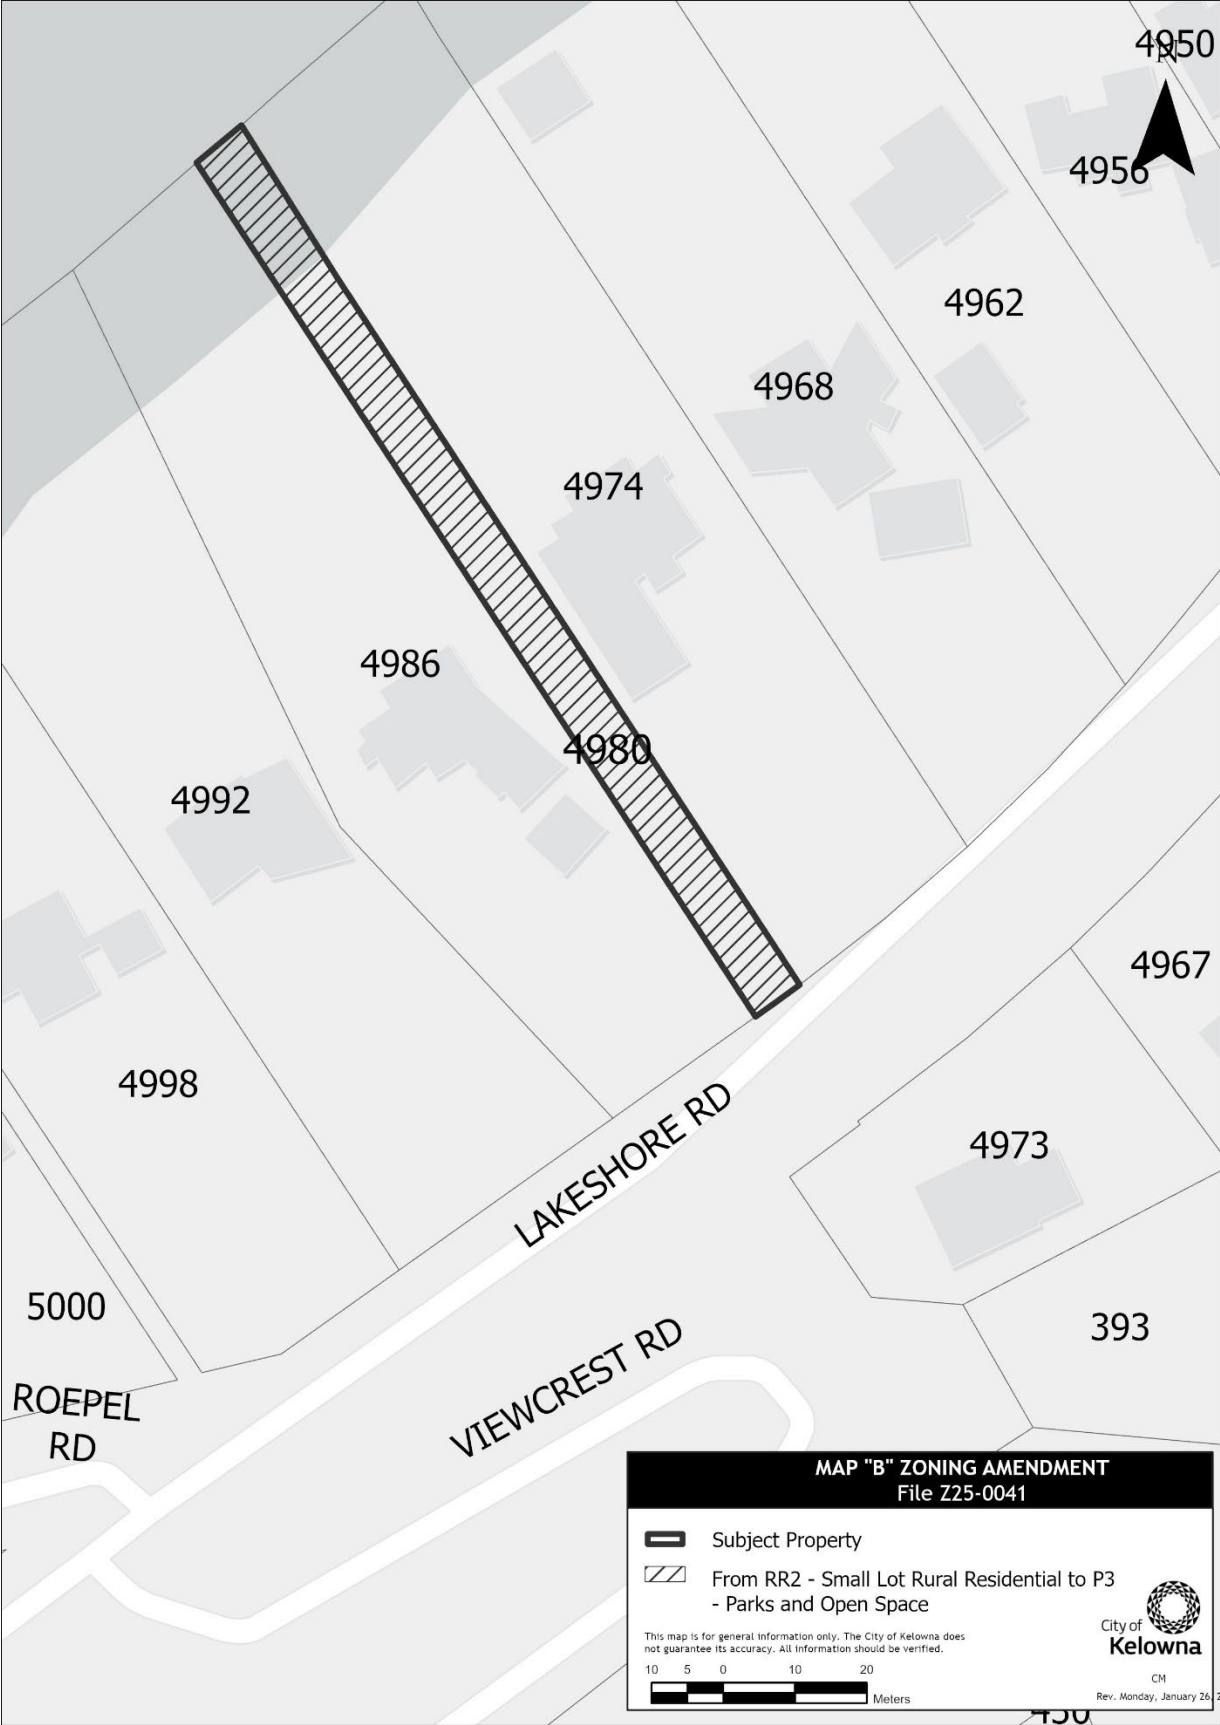 4950
N
4956
4962
4968
4974
4986
4980
4992
4967
4998
LAKESHORE RD
4973
5000
393
VIEWCREST RD
ROEPEL
RD
MAP "B" ZONING AMENDMENT
File Z25-0041
Subject Property
From RR2 - Small Lot Rural Residential to P3
- Parks and Open Space
This map is for general information only. The City of Kelowna does
not guarantee its accuracy. All information should be verified.
10 5 0 10 20
Meters
City of
Kelowna
CM
Rev. Monday, January 26,